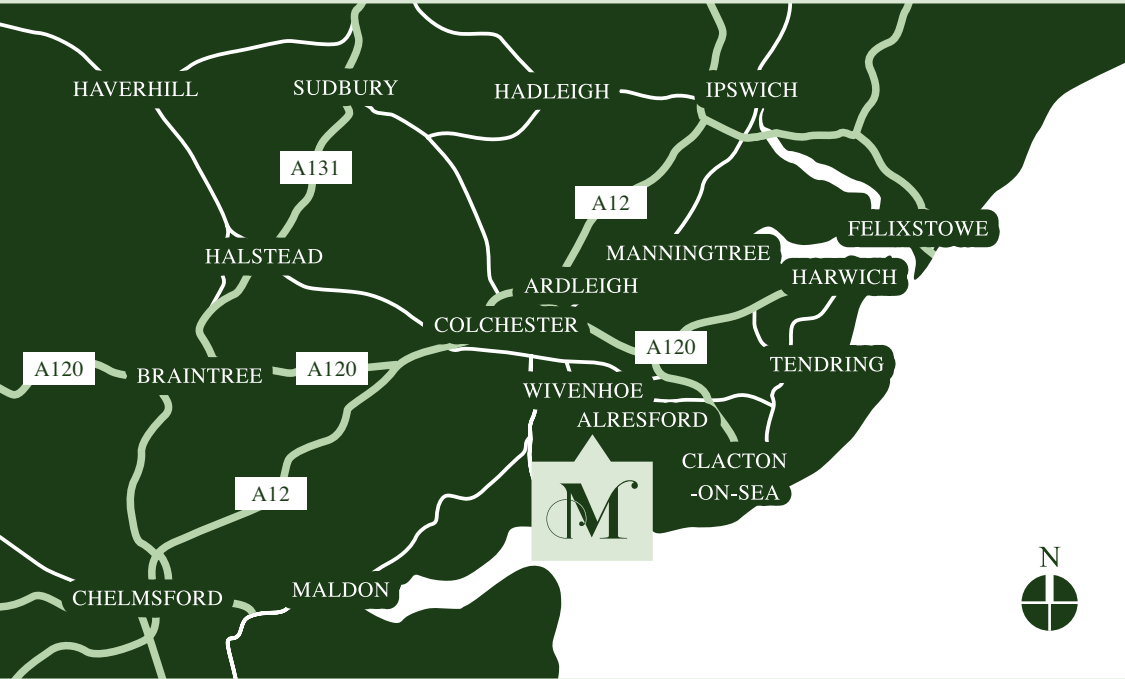 HAVERHILL
SUDBURY
HADLEIGH
IPSWICH
A131
A12
FELIXSTOWE
MANNINGTREE
HALSTEAD
HARWICH
ARDLEIGH
COLCHESTER
A120
A120
A120
TENDRING
BRAINTREE
WIVENHOE
ALRESFORD
CLACTON
-ON-SEA
A12
M
N
CHELMSFORD
MALDON